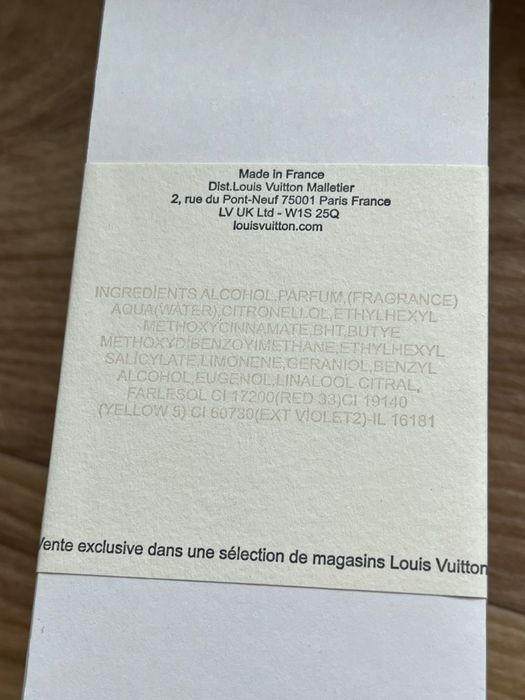 Made in France
Dist.Louis Vuitton Malletier
2, rue du Pont-Neuf 75001 Paris France
LV UK Ltd - W1S 25Q
louisvuitton.com
INGREDIENTS ALCOHOL,PARFUM,(FRAGRANCE)
AQUA(WATER),CITRONELLOL,ETHYLHEXYL
METHOXYCINNAMATE,BHT,BUTYE
METHOXYDIBENZOYIMETHANE,ETHYLHEXYL
SALICYLATE,LIMONENE,GERANIOL,BENZYL
ALCOHOL,EUGENOL,LINALOOL CITRAL,
FARLESOL CI 17200(RED 33)CI 19140
(YELLOW 5) CI 60730(EXT VIOLET2)-IL 16181
Vente exclusive dans une sélection de magasins Louis Vuitton